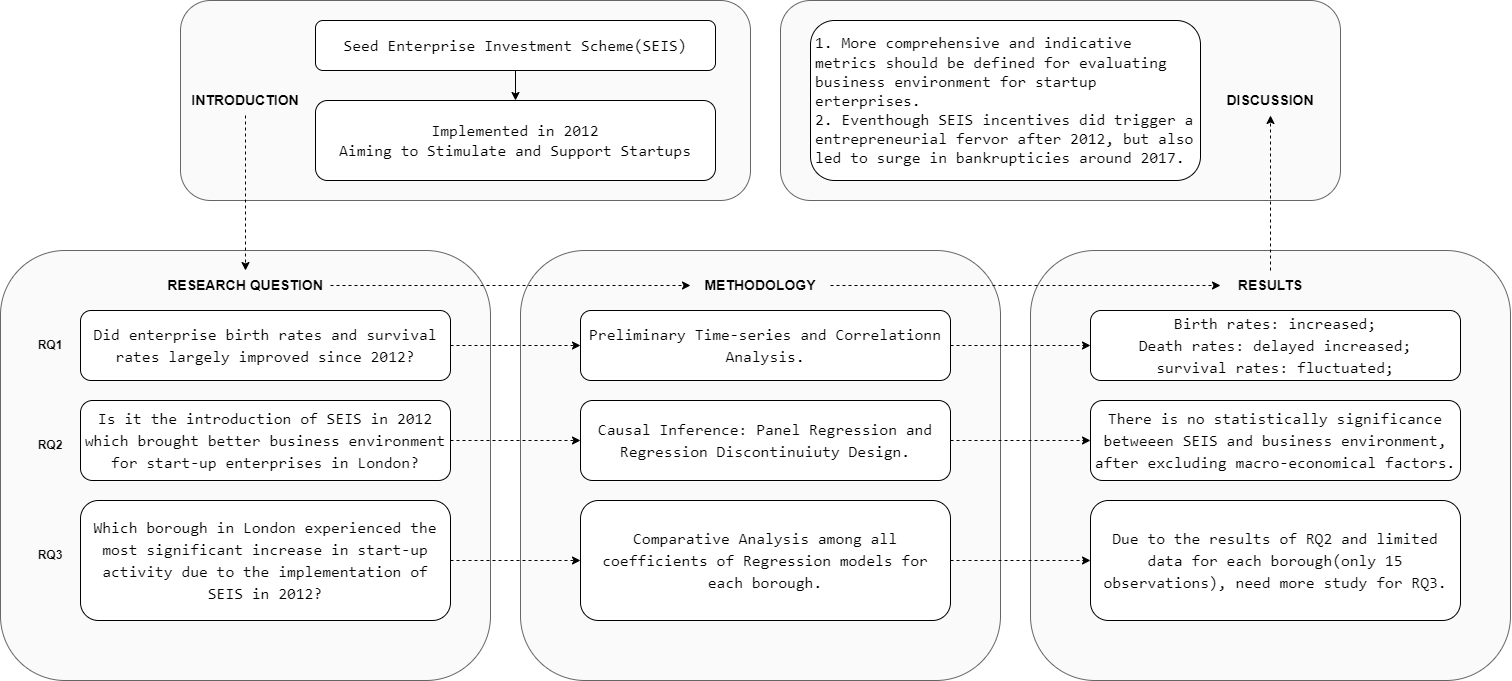 INTRODUCTION
Seed Enterprise Investment Scheme(SEIS)
Implemented in 2012
Aiming to Stimulate and Support Startups
1. More comprehensive and indicative
metrics should be defined for evaluating
business environment for startup
erterprises.
2. Eventhough SEIS incentives did trigger a
entrepreneurial fervor after 2012, but also
led to surge in bankrupticies around 2017.
DISCUSSION
RESEARCH QUESTION
METHODOLOGY
RESULTS
RQ1
Did enterprise birth rates and survival
rates largely improved since 2012?
Preliminary Time-series and Correlationn
Analysis.
Birth rates: increased;
Death rates: delayed increased;
survival rates: fluctuated;
RQ2
Is it the introduction of SEIS in 2012
which brought better business environment
for start-up enterprises in London?
Causal Inference: Panel Regression and
Regression Discontinuiuty Design.
There is no statistically significance
betweeen SEIS and business environment,
after excluding macro-economical factors.
RQ3
Which borough in London experienced the
most significant increase in start-up
activity due to the implementation of
SEIS in 2012?
Comparative Analysis among all
coefficients of Regression models for
each borough.
Due to the results of RQ2 and limited
data for each borough(only 15
observations), need more study for RQ3.